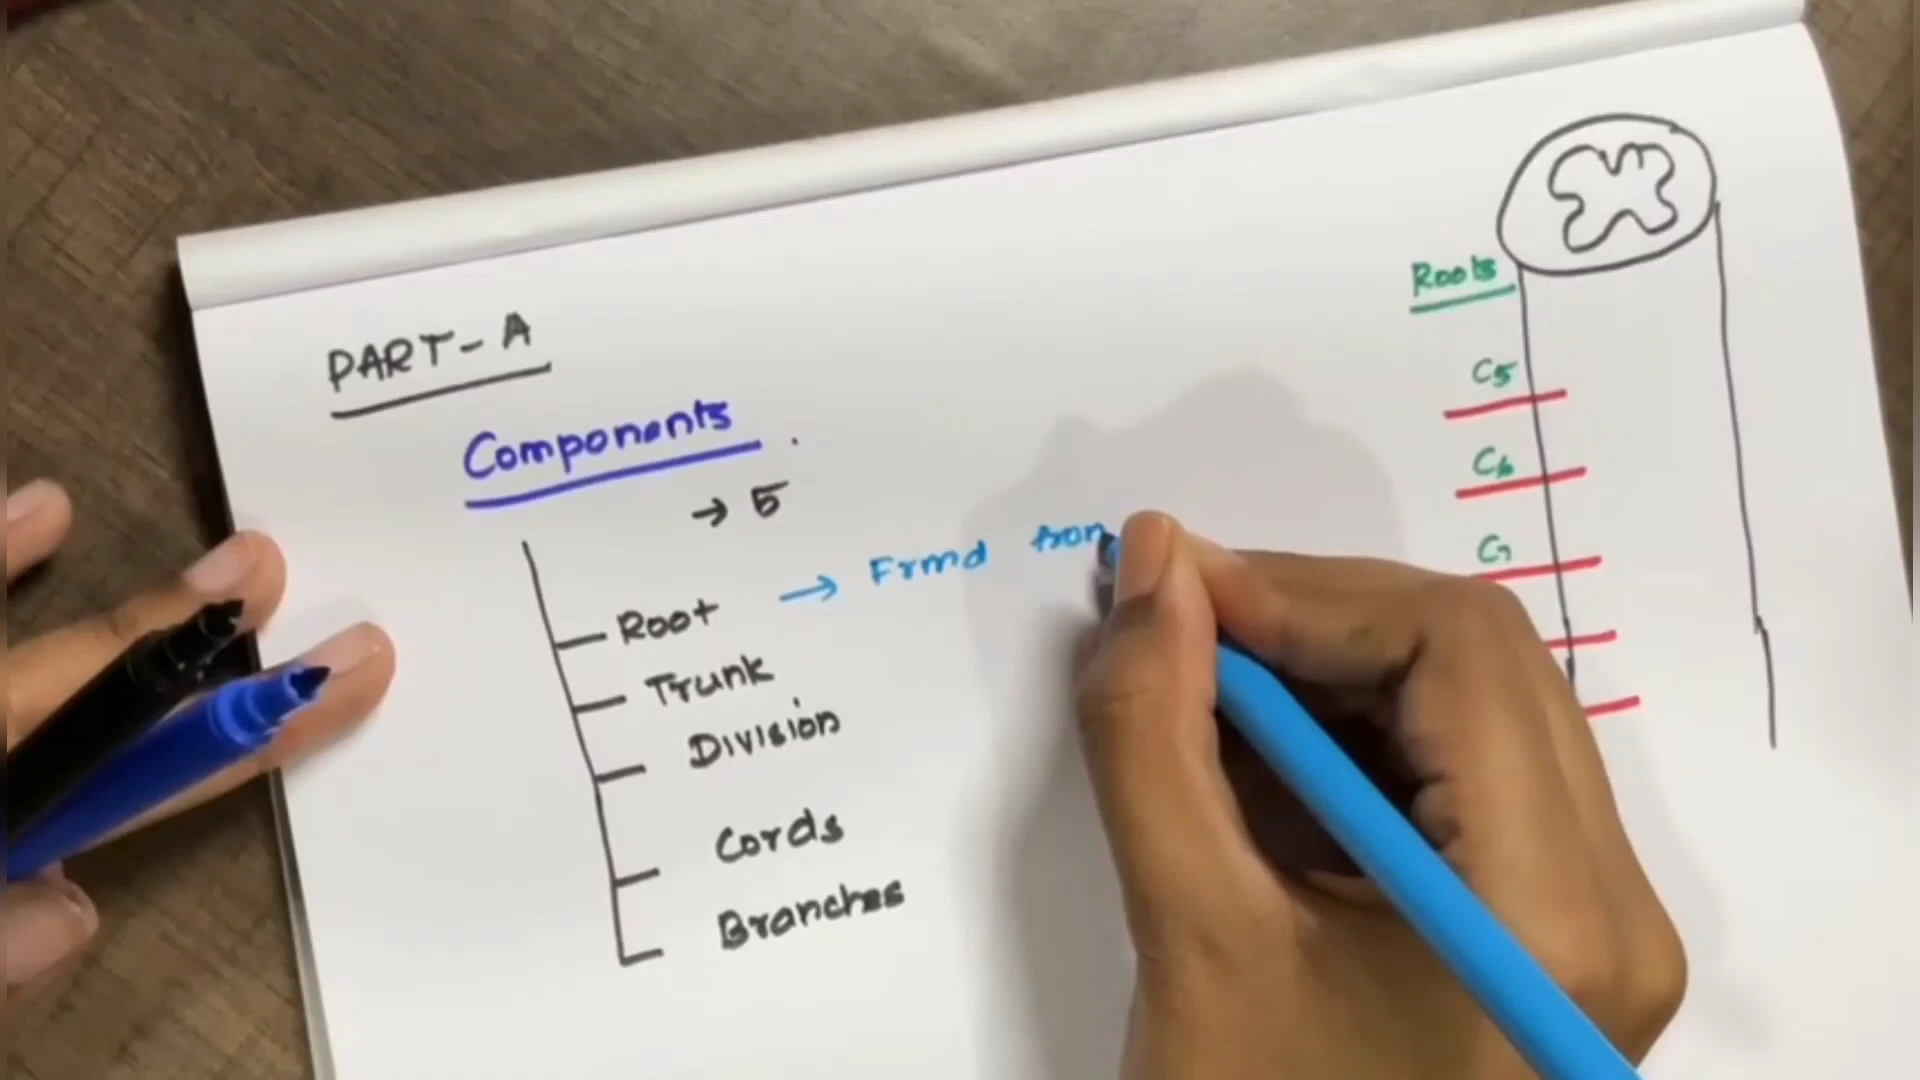 PART-A
Components
→ 5
Root → Frmd from
Trunk
Division
Cords
Branches
Roots
C5
C6
C7